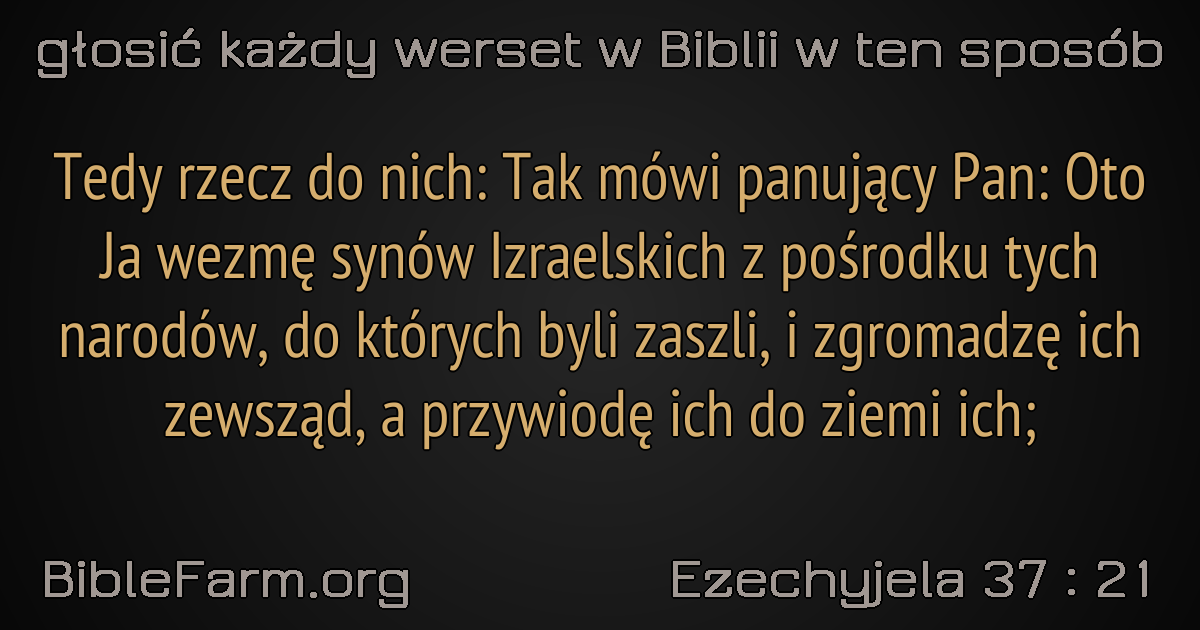 głosić każdy werset w Biblii w ten sposób
Tedy rzecz do nich: Tak mówi panujący Pan: Oto
Ja wezmę synów Izraelskich z pośrodku tych
narodów, do których byli zaszli, i zgromadzę ich
zewsząd, a przywiodę ich do ziemi ich;
BibleFarm.org
Ezechyjela 37 : 21